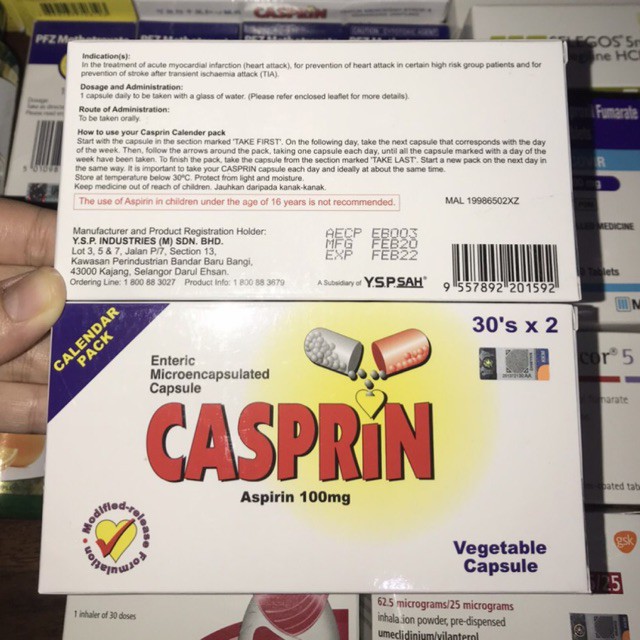 CASPRIN
Indication(s):
In the treatment of acute myocardial infarction (heart attack), for prevention of heart attack in certain high risk group patients and for
prevention of stroke after transient ischaemia attack (TIA).
Dosage and Administration:
1 capsule daily to be taken with a glass of water. (Please refer enclosed leaflet for more details).
Route of Administration:
To be taken orally.
How to use your Casprin Calender pack
Start with the capsule in the section marked 'TAKE FIRST'. On the following day, take the next capsule that corresponds with the day
of the week. Then, follow the arrows around the pack, taking one capsule each day, until all the capsule marked with a day of the
week have been taken. To finish the pack, take the capsule from the section marked 'TAKE LAST'. Start a new pack on the next day in
the same way. It is important to take your CASPRIN capsule each day and ideally at about the same time.
Store at temperature below 30ºC. Protect from light and moisture.
Keep medicine out of reach of children. Jauhkan daripada kanak-kanak.
The use of Aspirin in children under the age of 16 years is not recommended.
MAL 19986502XZ
Manufacturer and Product Registration Holder:
Y.S.P. INDUSTRIES (M) SDN. BHD.
Lot 3, 5 & 7, Jalan P/7, Section 13,
Kawasan Perindustrian Bandar Baru Bangi,
43000 Kajang, Selangor Darul Ehsan.
Ordering Line: 1 800 88 3027 Product Info: 1 800 88 3679
AECP EB003
MFG FEB20
EXP FEB22
A Subsidiary of Y.S.P.SAH
9 557892 201592
CALENDAR
PACK
30's x 2
Enteric
Microencapsulated
Capsule
CASPRiN
Aspirin 100mg
Modified-release
Formulation
Vegetable
Capsule
Fumarate
MEDICINE
Tablets
5
gsk
1 inhaler of 30 doses
62.5 micrograms/25 micrograms
inhalation powder, pre-dispensed
umeclidinium/vilanterol